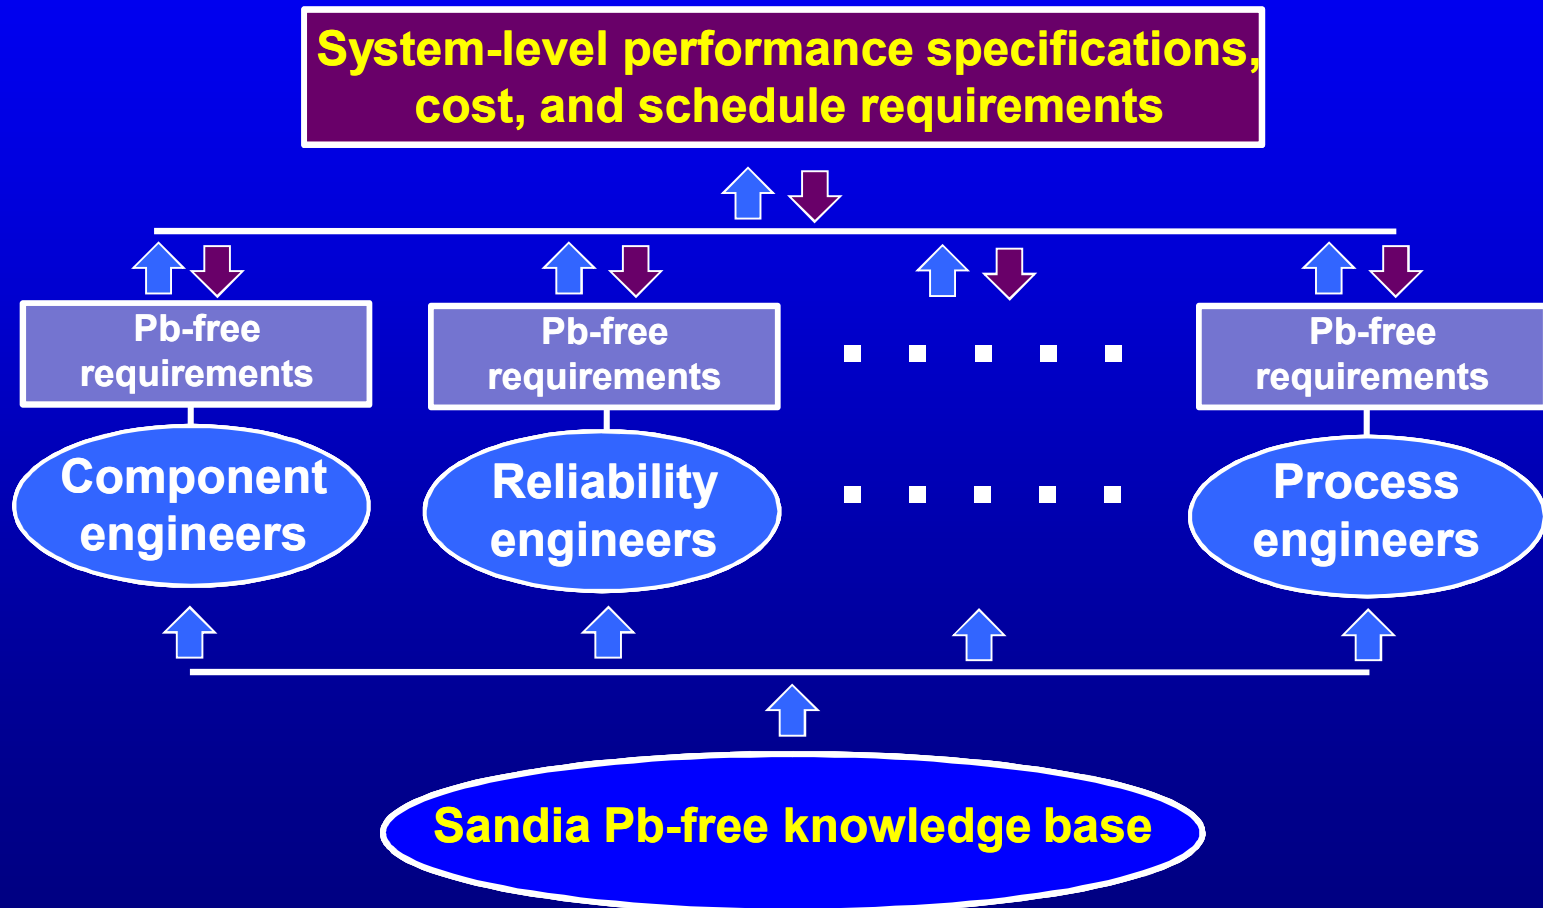 System-level performance specifications,
cost, and schedule requirements
Pb-free
requirements
Pb-free
requirements
Pb-free
requirements
Component
engineers
Reliability
engineers
Process
engineers
Sandia Pb-free knowledge base